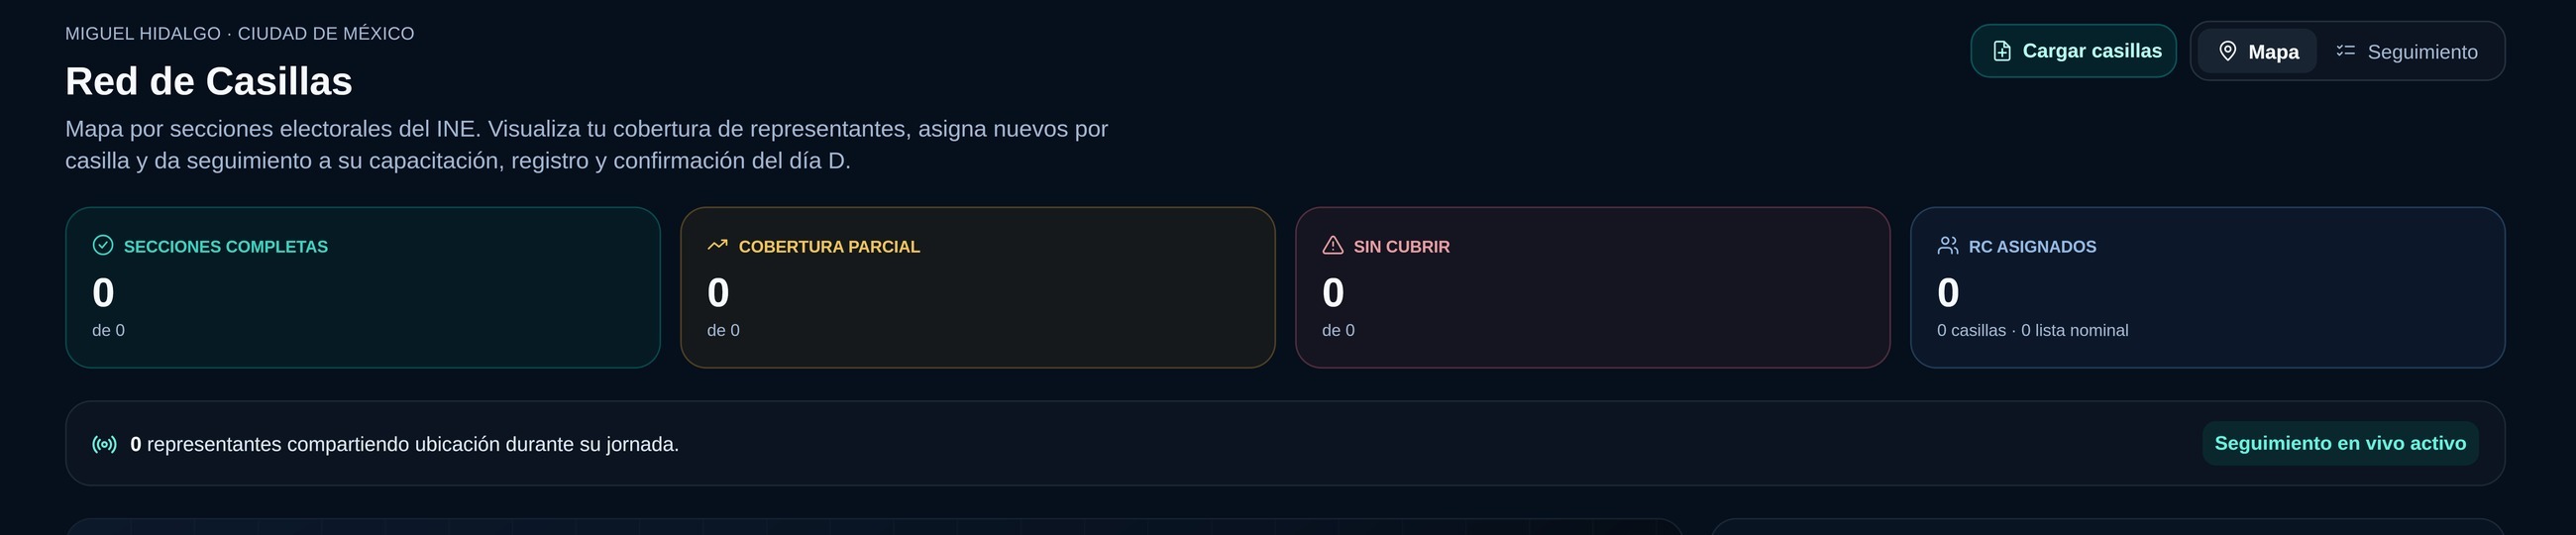 MIGUEL HIDALGO · CIUDAD DE MÉXICO
Red de Casillas
Mapa por secciones electorales del INE. Visualiza tu cobertura de representantes, asigna nuevos por
casilla y da seguimiento a su capacitación, registro y confirmación del día D.
Cargar casillas
Mapa
Seguimiento
SECCIONES COMPLETAS
0
de 0
COBERTURA PARCIAL
0
de 0
SIN CUBRIR
0
de 0
RC ASIGNADOS
0
0 casillas · 0 lista nominal
0 representantes compartiendo ubicación durante su jornada.
Seguimiento en vivo activo